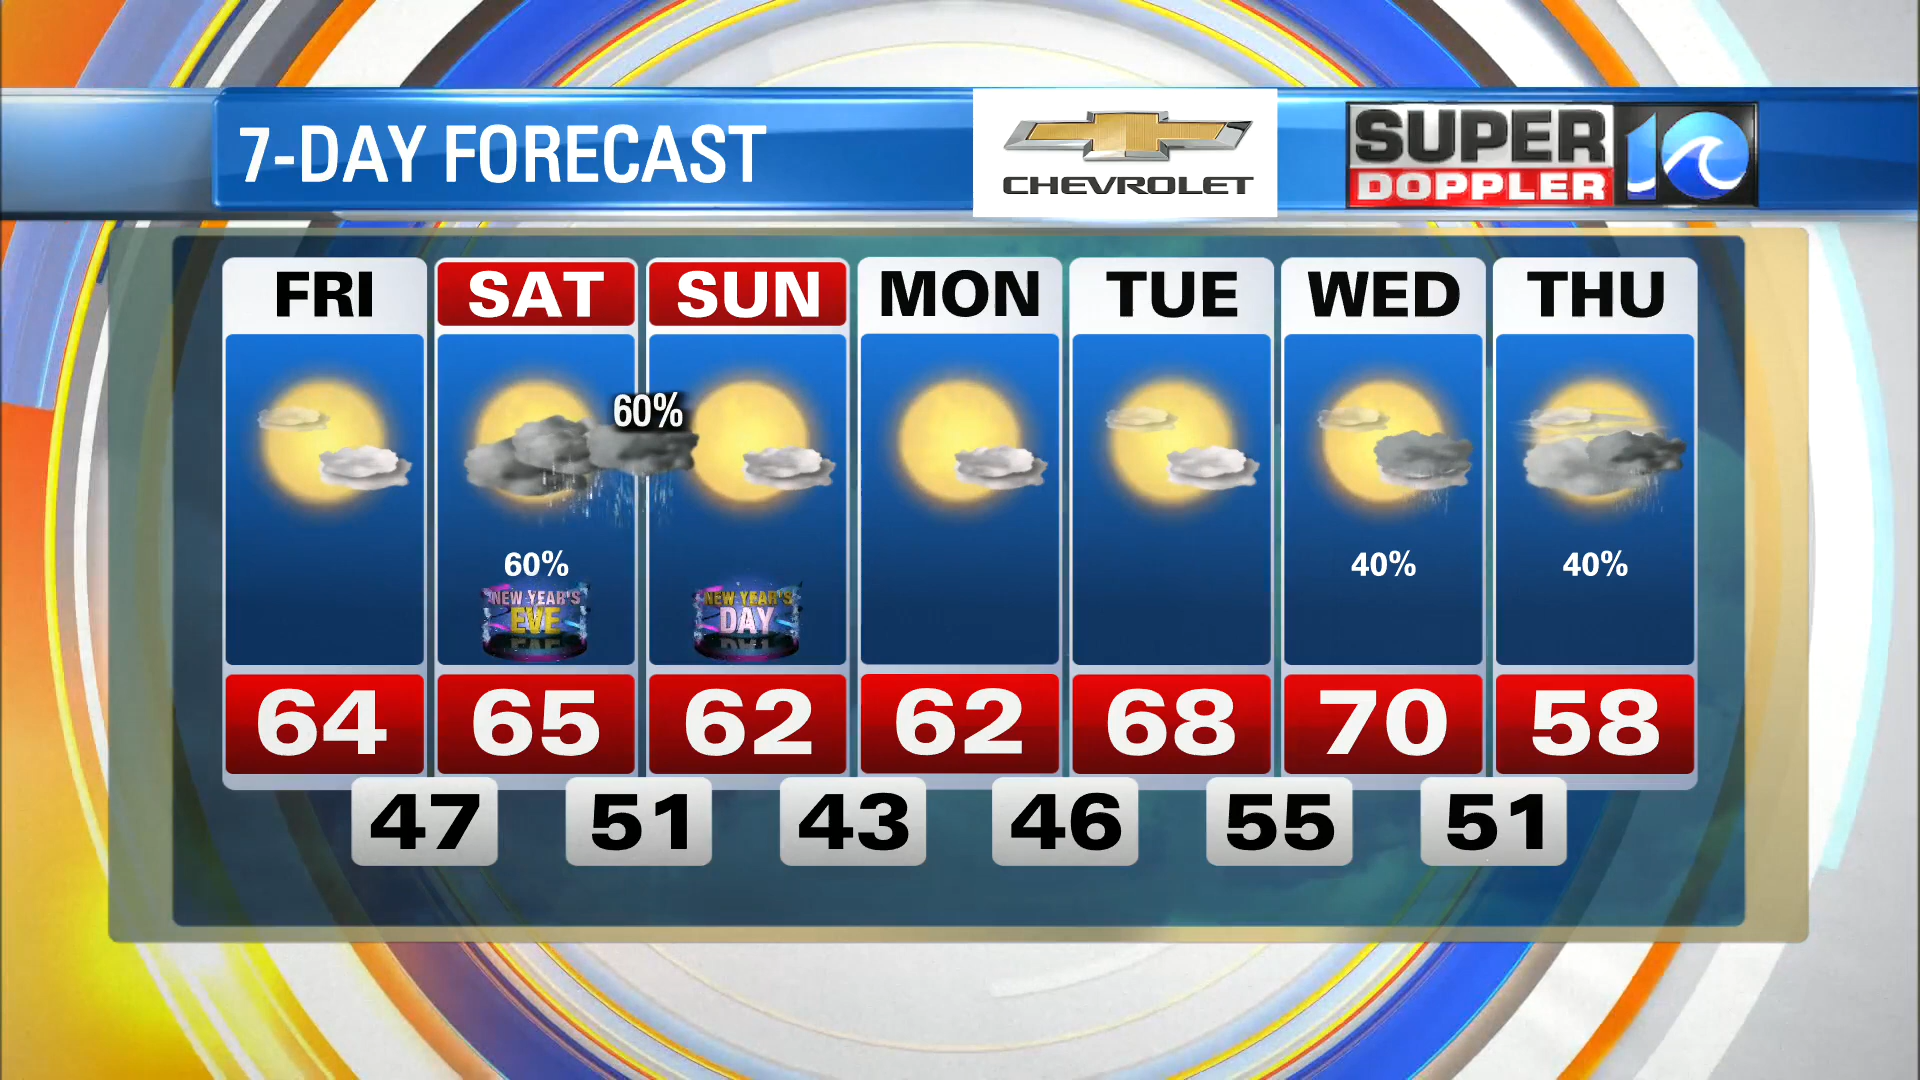 7-DAY FORECAST
CHEVROLET
SUPER
DOPPLER
10
FRI
SAT
SUN
MON
TUE
WED
THU
60%
60%
40%
40%
NEW YEAR'S
EVE
NEW YEAR'S
DAY
64
65
62
62
68
70
58
47
51
43
46
55
51